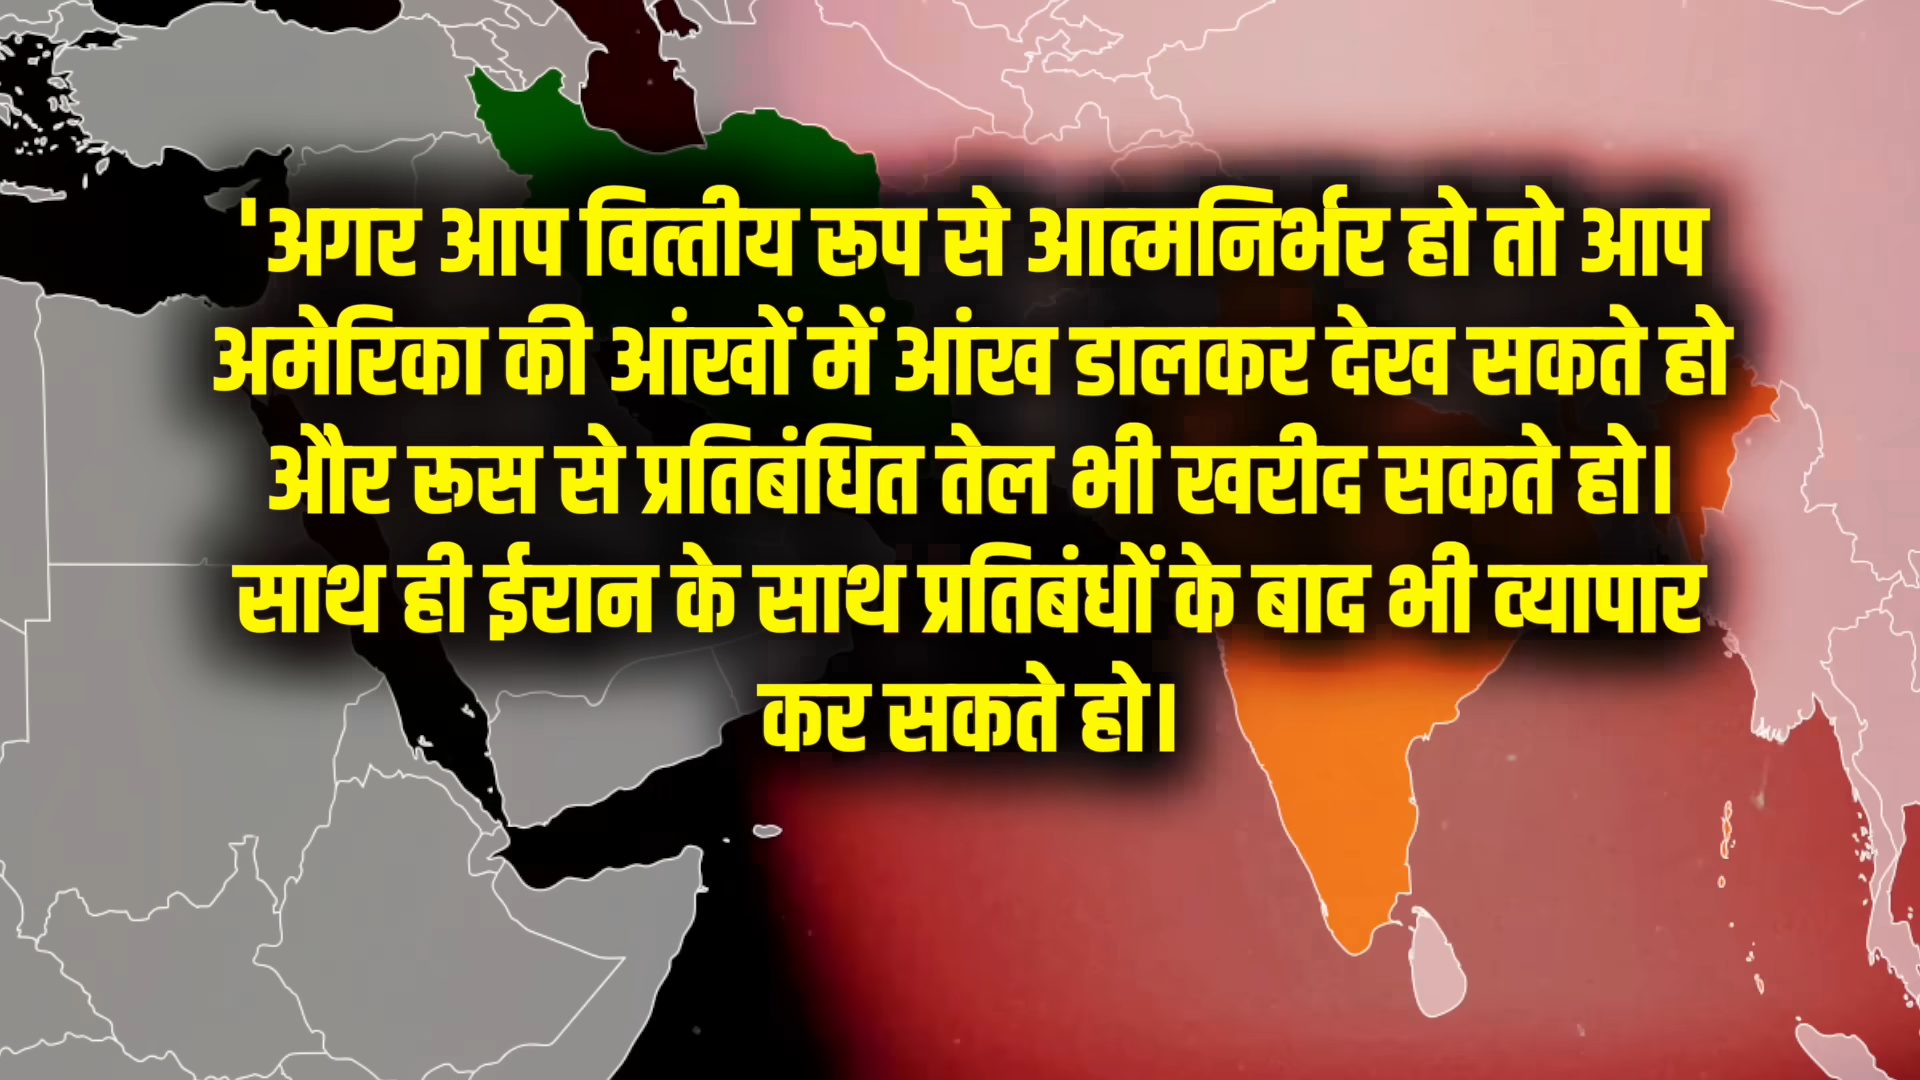 'अगर आप वित्तीय रूप से आत्मनिर्भर हो तो आप
अमेरिका की आंखों में आंख डालकर देख सकते हो
और रूस से प्रतिबंधित तेल भी खरीद सकते हो।
साथ ही ईरान के साथ प्रतिबंधों के बाद भी व्यापार
कर सकते हो।